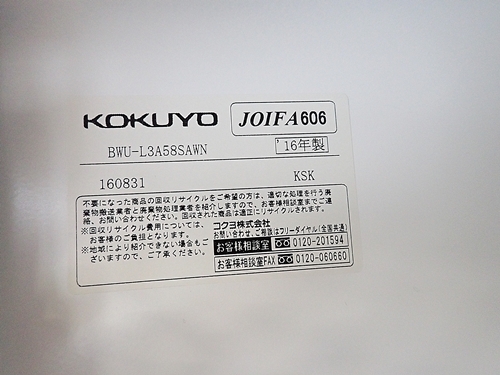 KOKUYO JOIFA606
BWU-L3A58SAWN '16年製
160831 KSK
不要になった商品の回収リサイクルをご希望の方は、適切な処理を行う廃
棄物搬送業者と廃棄物処理業者を紹介しますので、お客様相談室までご連
絡、お問い合わせください。回収された商品は適正にリサイクルされます。
※回収リサイクル費用については、
お客様のご負担となります。
※地域により紹介できない場合もご
ざいますので、ご了承ください。
コクヨ株式会社
お問い合わせ、ご相談はフリーダイヤル(全国共通)
お客様相談室 0120-201594
お客様相談室FAX 0120-060660